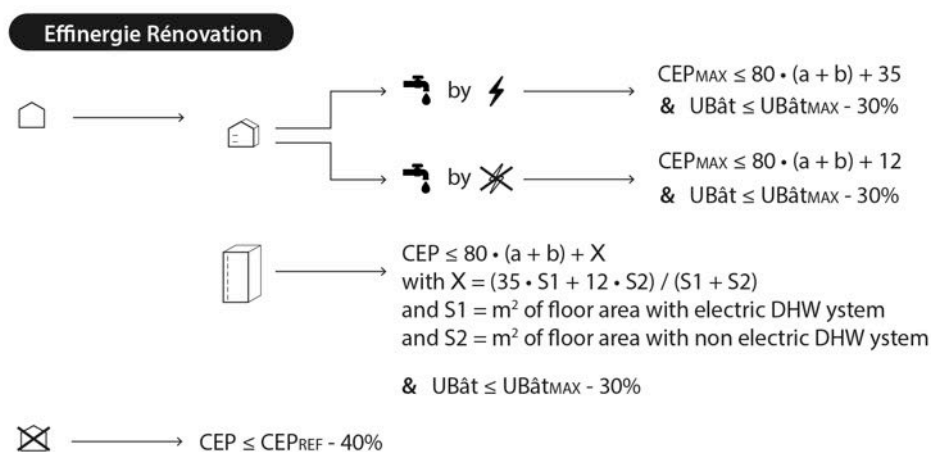 Effinergie Rénovation
by
CEPMAX ≤ 80 • (a + b) + 35
& UBât ≤ UBâtMAX - 30%
by
CEPMAX ≤ 80 • (a + b) + 12
& UBât ≤ UBâtMAX - 30%
CEP ≤ 80 • (a + b) + X
with X = (35 • S1 + 12 • S2) / (S1 + S2)
and S1 = m² of floor area with electric DHW ystem
and S2 = m² of floor area with non electric DHW ystem
& UBât ≤ UBâtMAX - 30%
CEP ≤ CEPREF - 40%